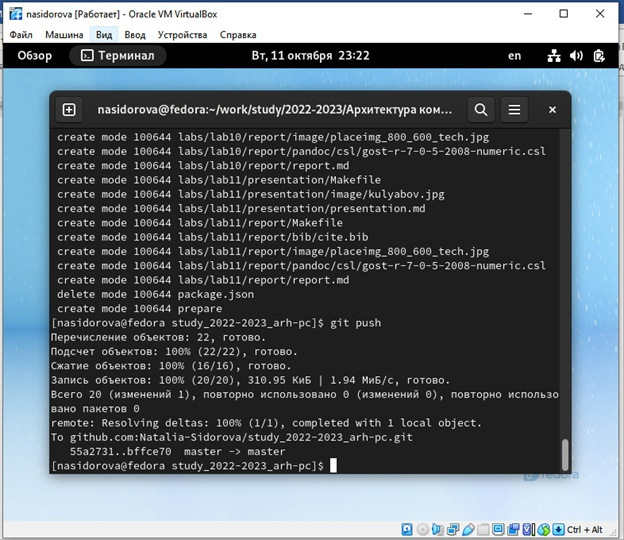 nasidorova [Работает] - Oracle VM VirtualBox
Файл Машина Вид Ввод Устройства Справка
Обзор Терминал Вт, 11 октября 23:22 en
nasidorova@fedora:~/work/study/2022-2023/Архитектура ком…
create mode 100644 labs/lab10/report/image/placeimg_800_600_tech.jpg
create mode 100644 labs/lab10/report/pandoc/csl/gost-r-7-0-5-2008-numeric.csl
create mode 100644 labs/lab10/report/report.md
create mode 100644 labs/lab11/presentation/Makefile
create mode 100644 labs/lab11/presentation/image/kulyabov.jpg
create mode 100644 labs/lab11/presentation/presentation.md
create mode 100644 labs/lab11/report/Makefile
create mode 100644 labs/lab11/report/bib/cite.bib
create mode 100644 labs/lab11/report/image/placeimg_800_600_tech.jpg
create mode 100644 labs/lab11/report/pandoc/csl/gost-r-7-0-5-2008-numeric.csl
create mode 100644 labs/lab11/report/report.md
delete mode 100644 package.json
create mode 100644 prepare
[nasidorova@fedora study_2022-2023_arh-pc]$ git push
Перечисление объектов: 22, готово.
Подсчет объектов: 100% (22/22), готово.
Сжатие объектов: 100% (16/16), готово.
Запись объектов: 100% (20/20), 310.95 КиБ | 1.94 МиБ/с, готово.
Всего 20 (изменений 1), повторно использовано 0 (изменений 0), повторно использо
вано пакетов 0
remote: Resolving deltas: 100% (1/1), completed with 1 local object.
To github.com:Natalia-Sidorova/study_2022-2023_arh-pc.git
55a2731..bffce70 master -> master
[nasidorova@fedora study_2022-2023_arh-pc]$
fedora
Ctrl + Alt